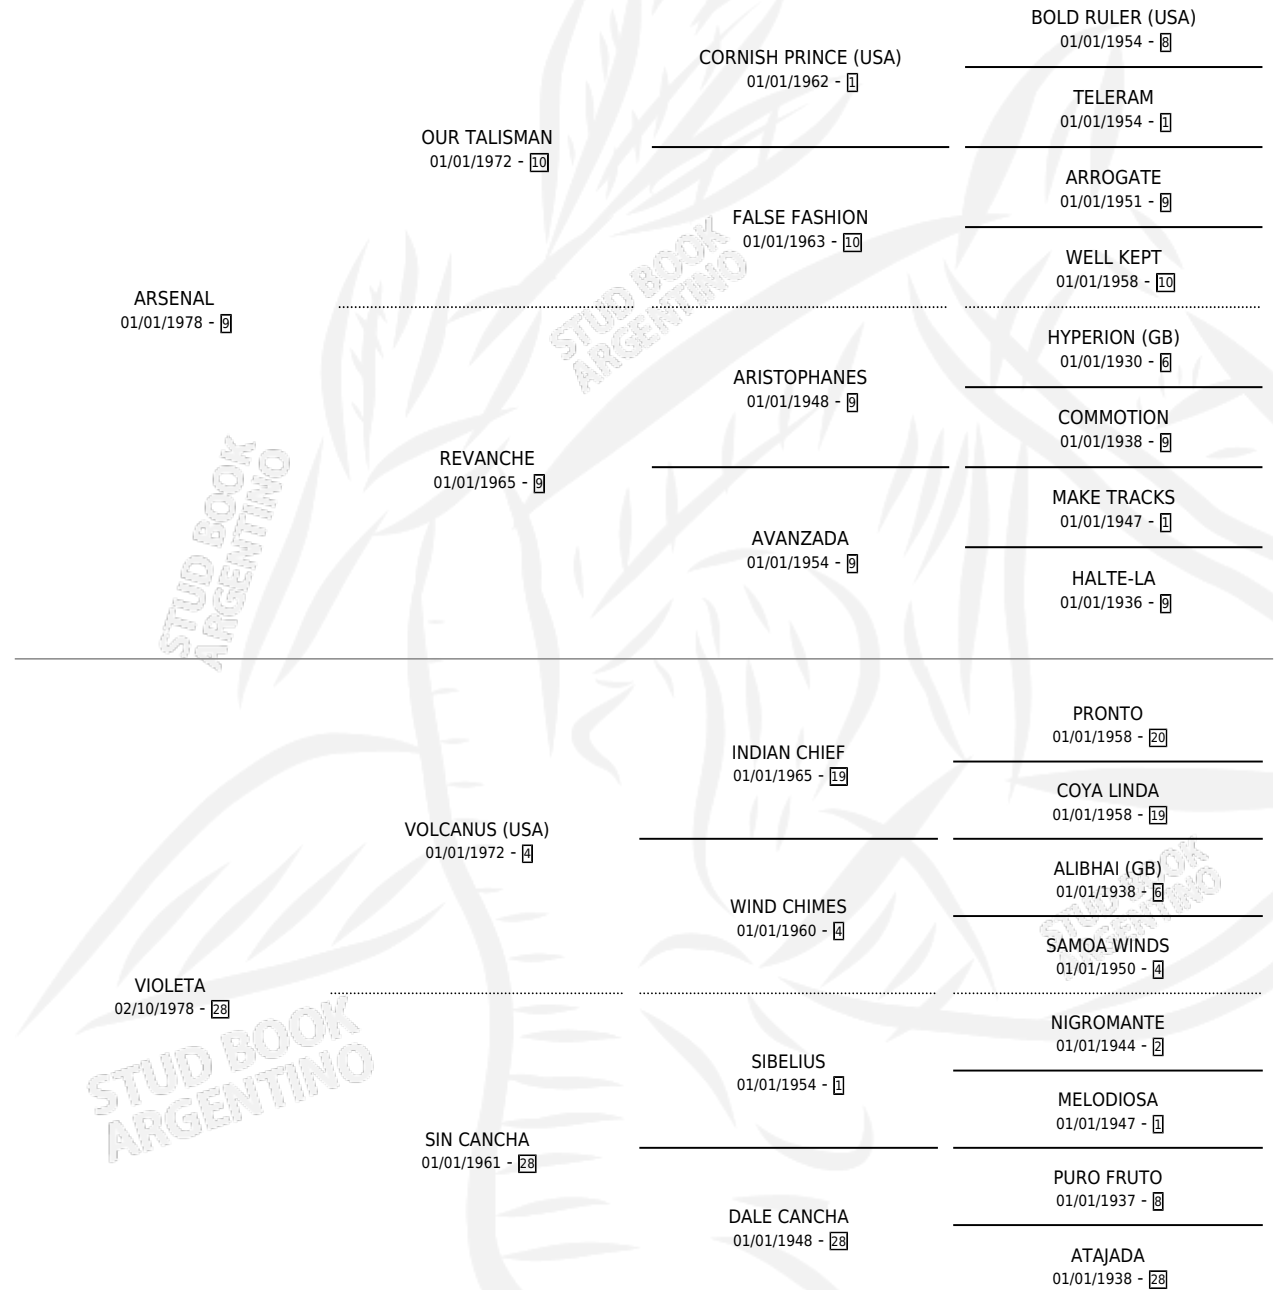 BOLD RULER (USA)
01/01/1954 - 8
CORNISH PRINCE (USA)
01/01/1962 - 1
TELERAM
01/01/1954 - 1
OUR TALISMAN
01/01/1972 - 10
ARROGATE
01/01/1951 - 9
FALSE FASHION
01/01/1963 - 10
WELL KEPT
01/01/1958 - 10
ARSENAL
01/01/1978 - 9
HYPERION (GB)
01/01/1930 - 6
ARISTOPHANES
01/01/1948 - 9
COMMOTION
01/01/1938 - 9
REVANCHE
01/01/1965 - 9
MAKE TRACKS
01/01/1947 - 1
AVANZADA
01/01/1954 - 9
HALTE-LA
01/01/1936 - 9
PRONTO
01/01/1958 - 20
INDIAN CHIEF
01/01/1965 - 19
COYA LINDA
01/01/1958 - 19
VOLCANUS (USA)
01/01/1972 - 4
ALIBHAI (GB)
01/01/1938 - 6
WIND CHIMES
01/01/1960 - 4
SAMOA WINDS
01/01/1950 - 4
VIOLETA
02/10/1978 - 28
NIGROMANTE
01/01/1944 - 2
SIBELIUS
01/01/1954 - 1
MELODIOSA
01/01/1947 - 1
SIN CANCHA
01/01/1961 - 28
PURO FRUTO
01/01/1937 - 8
DALE CANCHA
01/01/1948 - 28
ATAJADA
01/01/1938 - 28
STUD BOOK
ARGENTINO
STUD BOOK
ARGENTINO
STUD BOOK
ARGENTINO
STUD BOOK
ARGENTINO